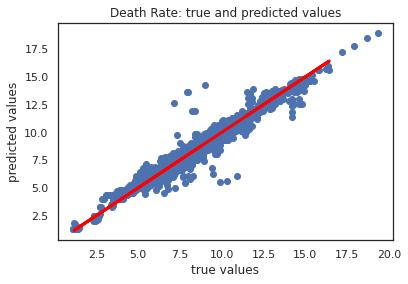 Death Rate: true and predicted values
17.5
15.0
12.5
10.0
7.5
5.0
2.5
predicted values
2.5 5.0 7.5 10.0 12.5 15.0 17.5 20.0
true values